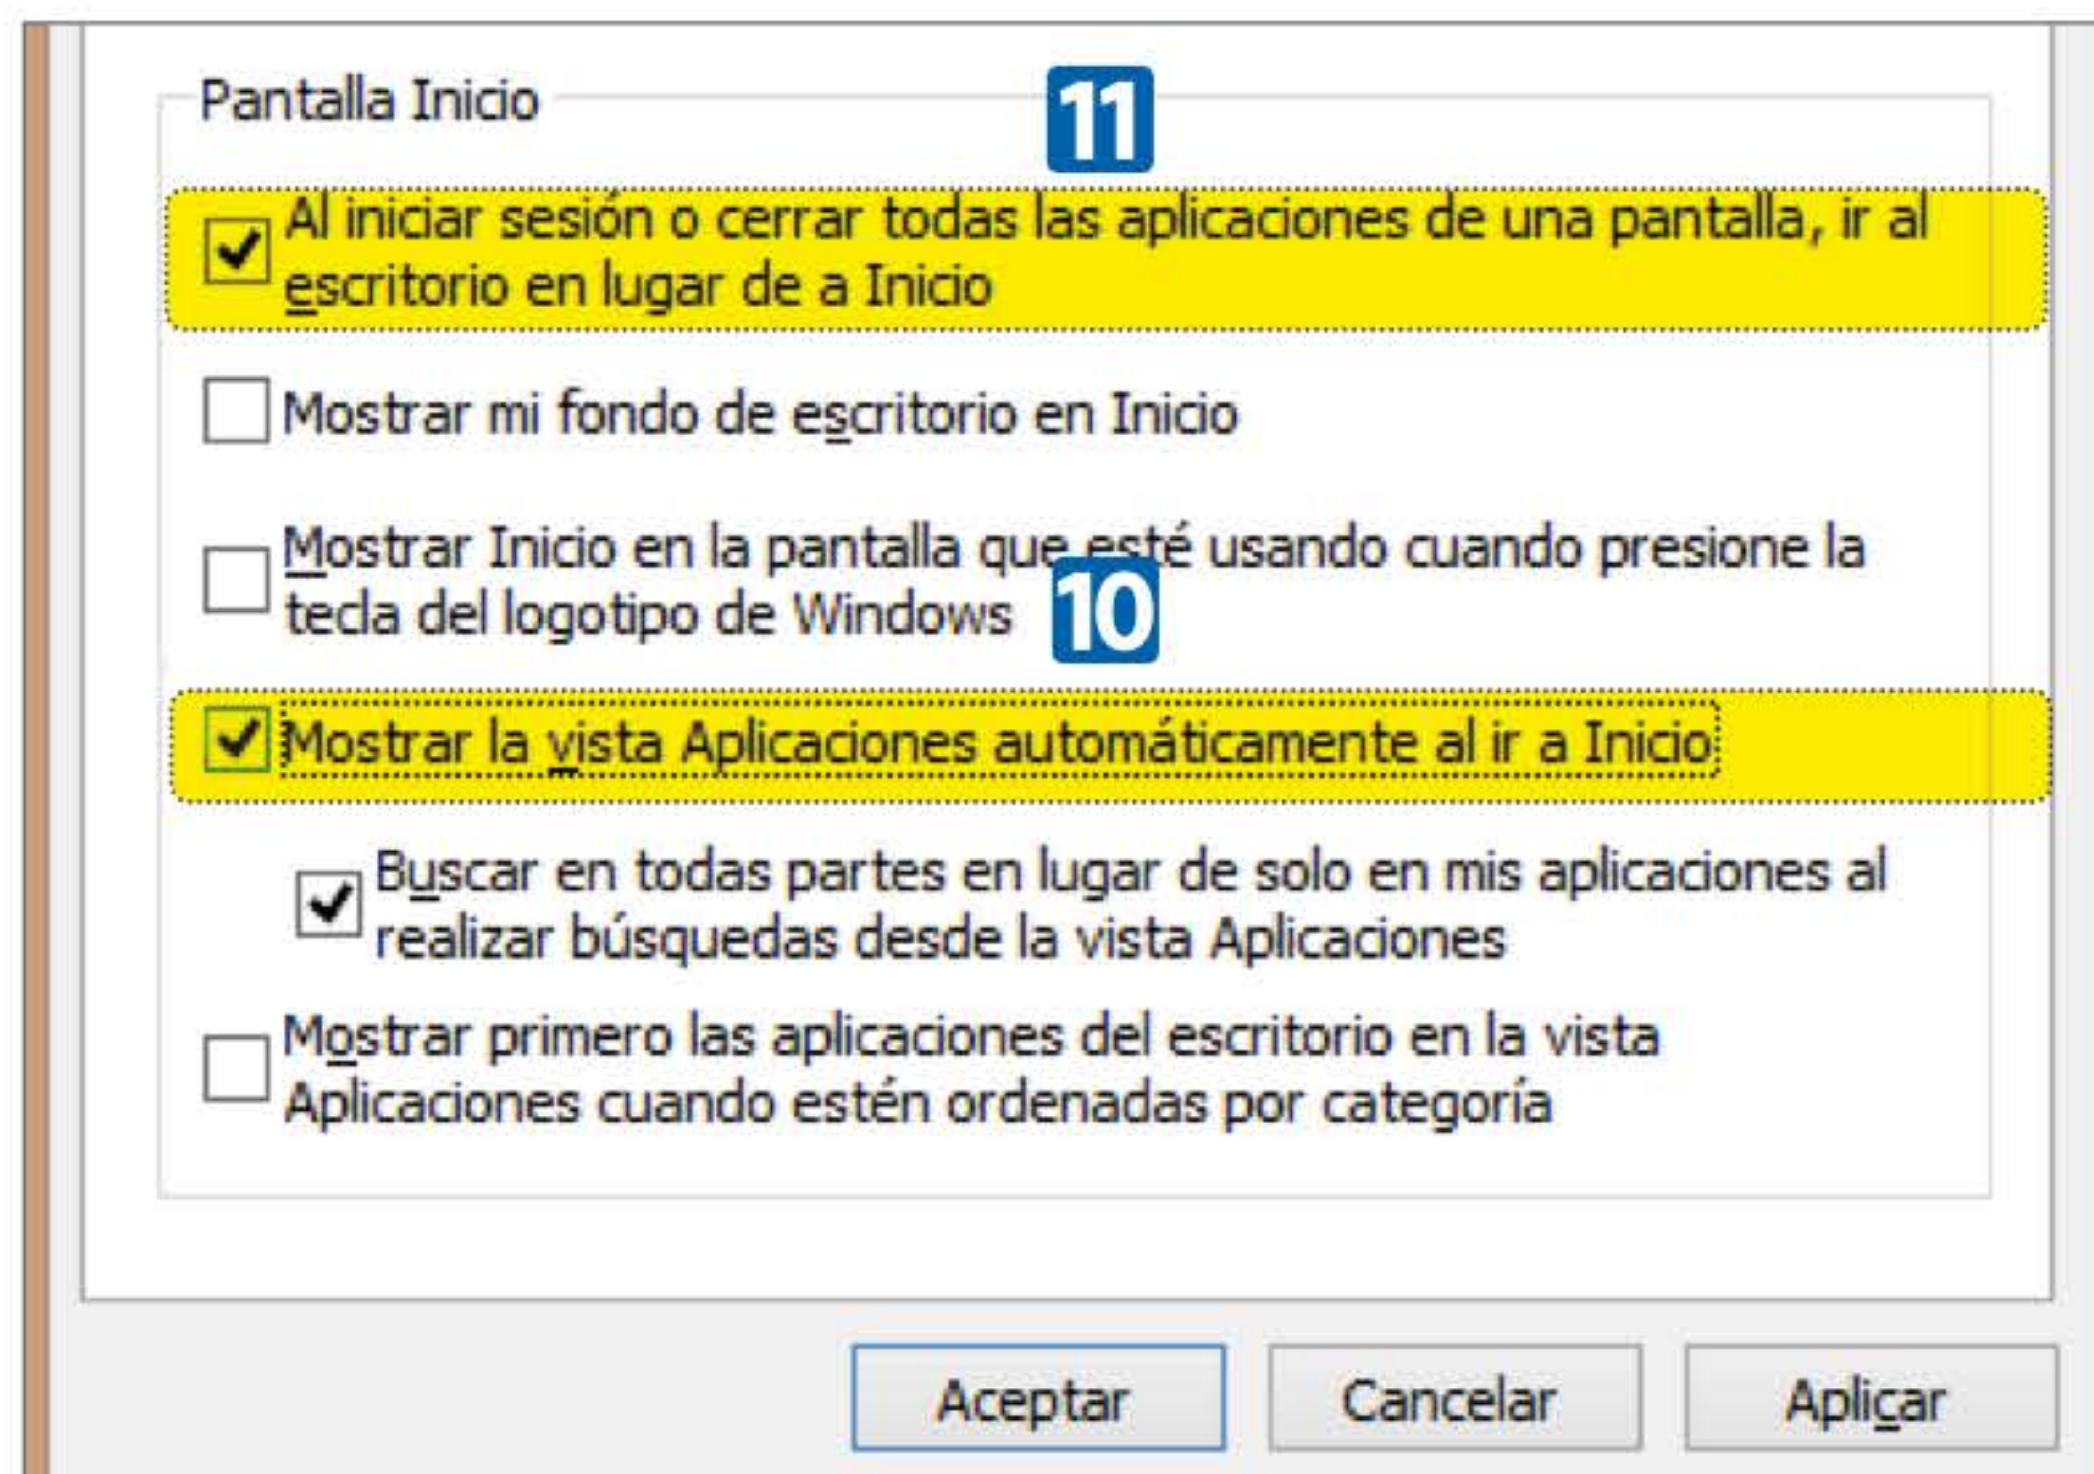 Pantalla Inicio
11
Al iniciar sesión o cerrar todas las aplicaciones de una pantalla, ir al
escritorio en lugar de a Inicio
Mostrar mi fondo de escritorio en Inicio
Mostrar Inicio en la pantalla que esté usando cuando presione la
tecla del logotipo de Windows
10
Mostrar la vista Aplicaciones automáticamente al ir a Inicio
Buscar en todas partes en lugar de solo en mis aplicaciones al
realizar búsquedas desde la vista Aplicaciones
Mostrar primero las aplicaciones del escritorio en la vista
Aplicaciones cuando estén ordenadas por categoría
Aceptar
Cancelar
Aplicar